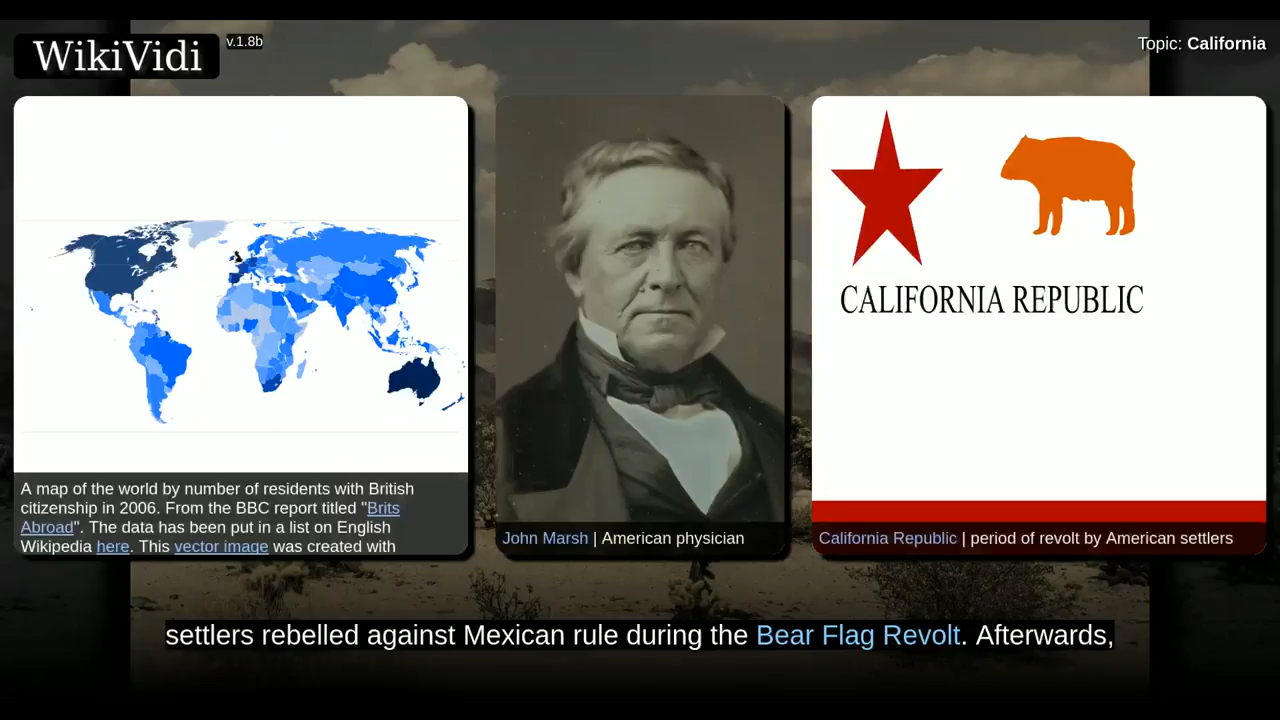 WikiVidi
v.1.8b
Topic: California
CALIFORNIA REPUBLIC
A map of the world by number of residents with British
citizenship in 2006. From the BBC report titled "Brits
Abroad". The data has been put in a list on English
Wikipedia here. This vector image was created with
John Marsh | American physician
California Republic | period of revolt by American settlers
settlers rebelled against Mexican rule during the Bear Flag Revolt. Afterwards,